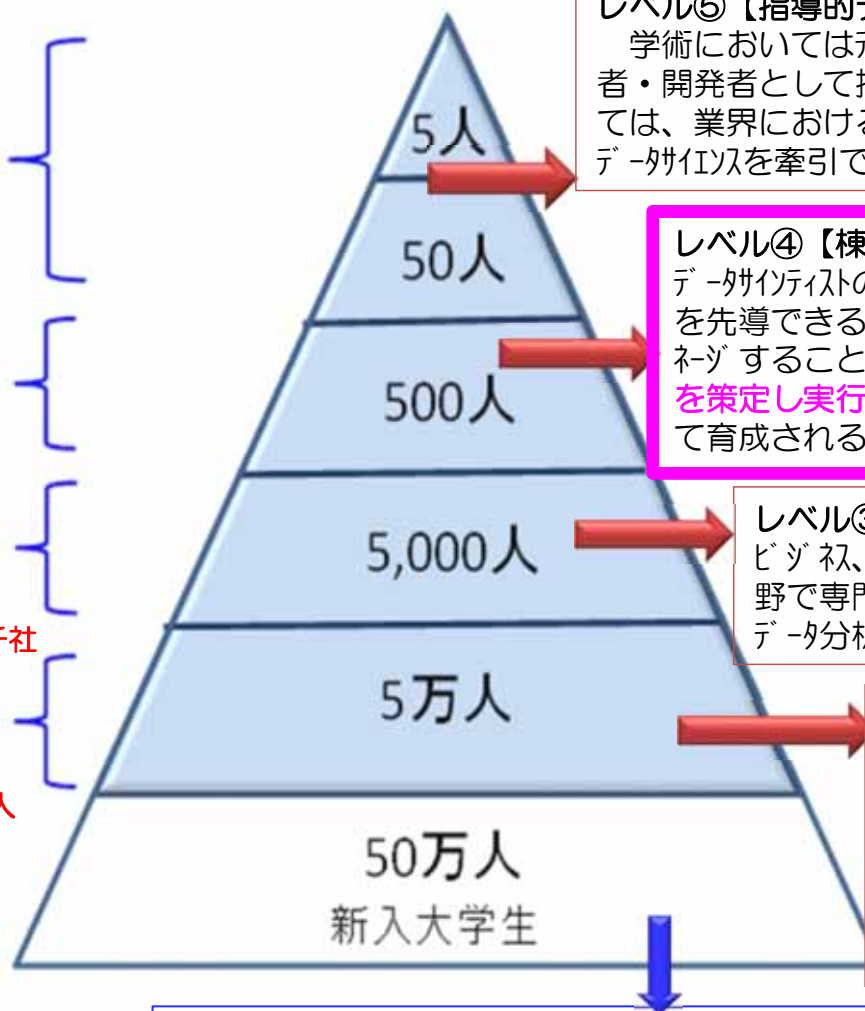 レベル⑤【指導的
学術においては
者・開発者として
ては、業界における
データサイエンスを牽引で
5人
50人
レベル④【棟
データサインティストの
を先導できる
ネージすること
を策定し実行
て育成される
500人
レベル③
ビジネス、
野で専門
データ分析
5,000人
千社
5万人
人
50万人
新入大学生